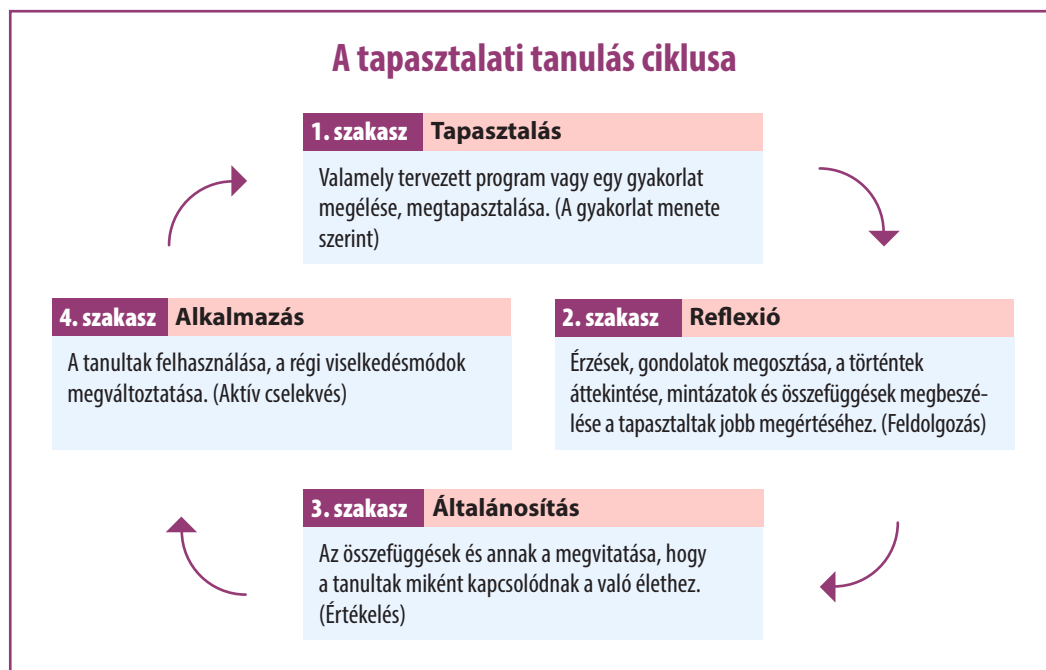 A tapasztalati tanulás ciklusa
1. szakasz Tapasztalás
Valamely tervezett program vagy egy gyakorlat
megélése, megtapasztalása. (A gyakorlat menete
szerint)
2. szakasz Reflexió
Érzések, gondolatok megosztása, a történtek
áttekintése, mintázatok és összefüggések megbeszé-
lése a tapasztaltak jobb megértéséhez. (Feldolgozás)
3. szakasz Általánosítás
Az összefüggések és annak a megvitatása, hogy
a tanultak miként kapcsolódnak a való élethez.
(Értékelés)
4. szakasz Alkalmazás
A tanultak felhasználása, a régi viselkedésmódok
megváltoztatása. (Aktív cselekvés)